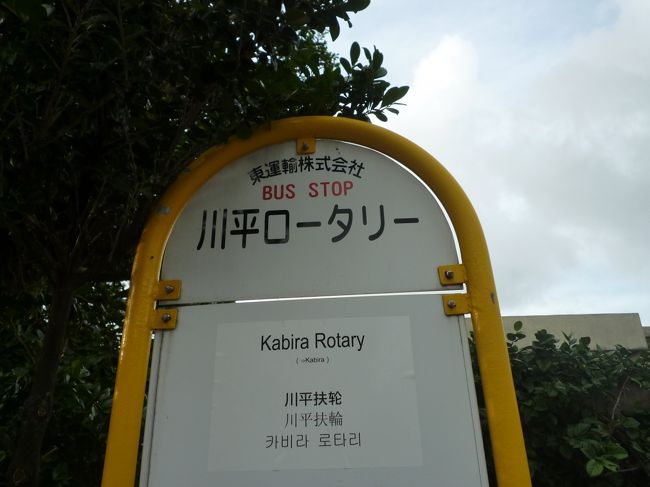 東運輸株式会社
BUS STOP
川平ロータリー
Kabira Rotary
( ⇒Kabira )
川平扶轮
川平扶輪
카비라 로타리